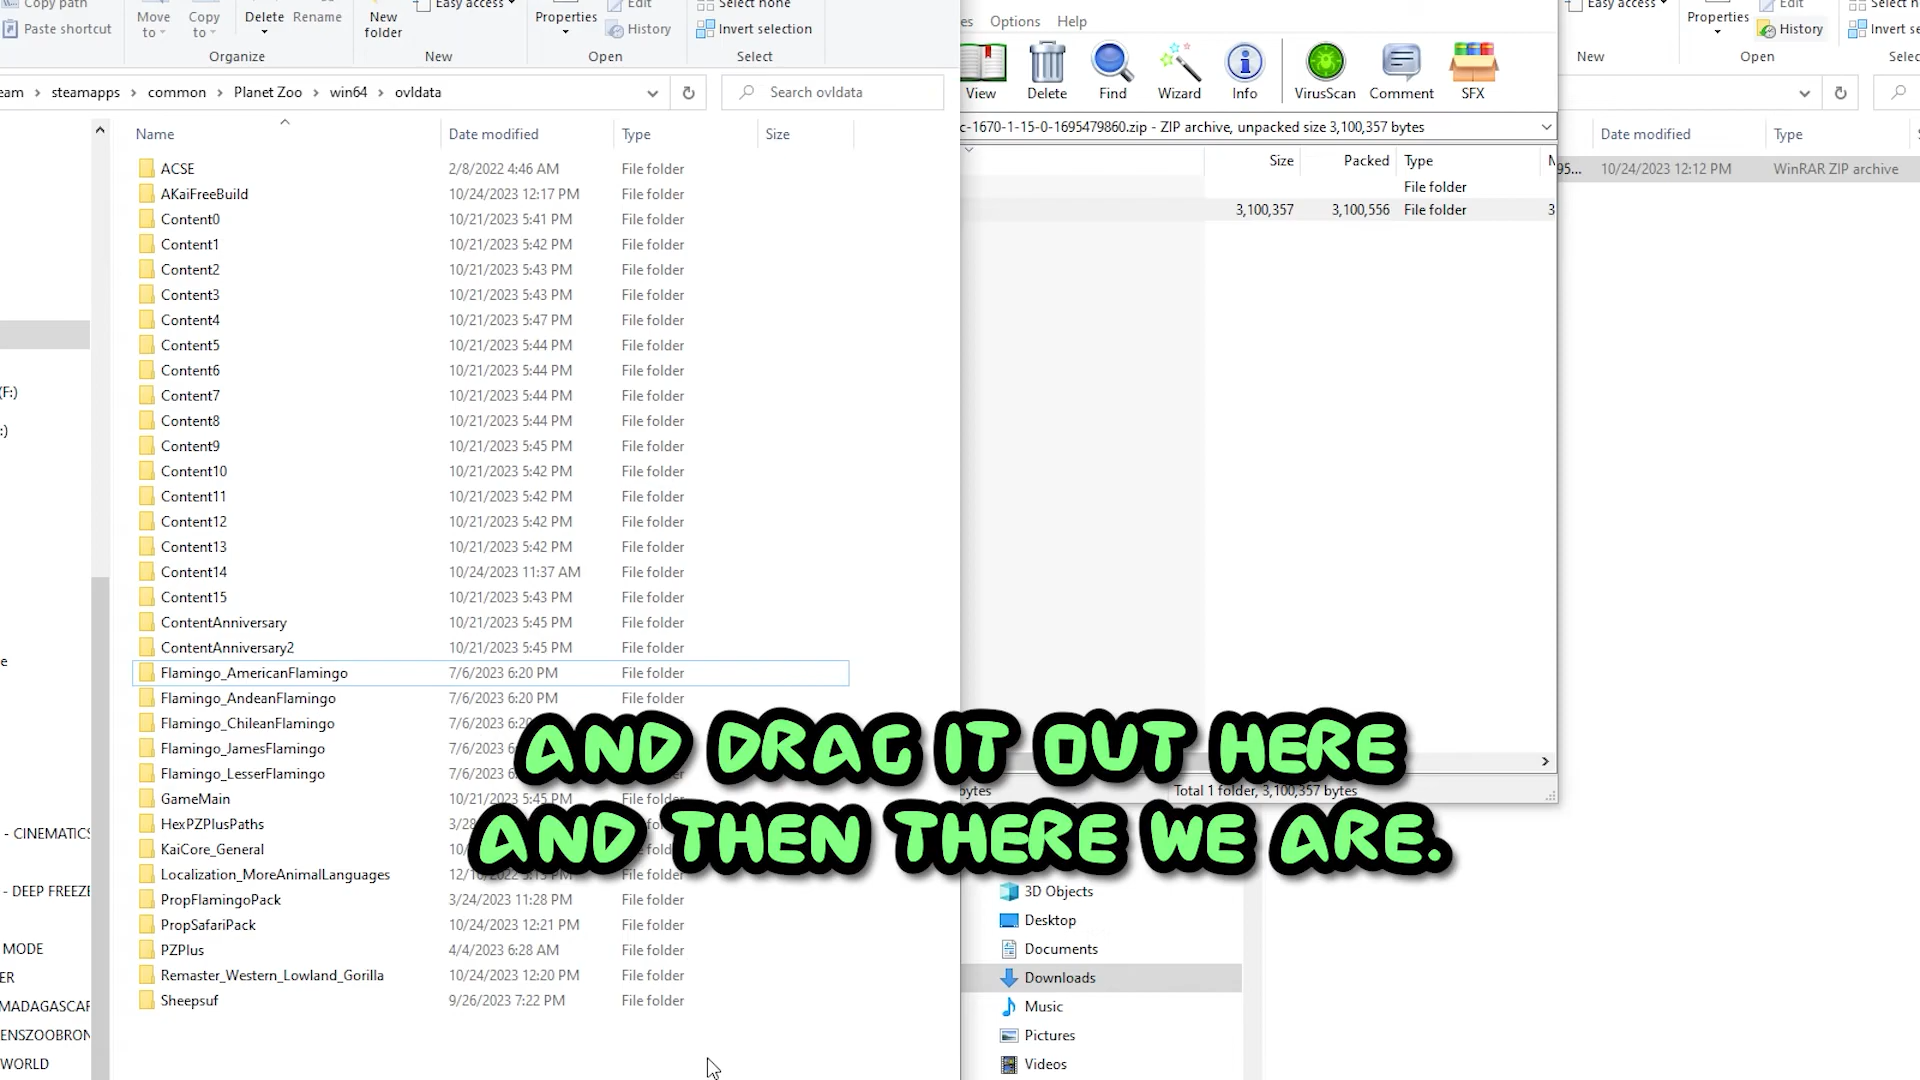 Copy path
Paste shortcut
Move to
Copy to
Delete
Rename
Organize
New folder
Easy access
New
Properties
Edit
History
Open
Select none
Invert selection
Select
steamapps > common > Planet Zoo > win64 > ovldata
Search ovldata
Name Date modified Type Size
ACSE 2/8/2022 4:46 AM File folder
AKaiFreeBuild 10/24/2023 12:17 PM File folder
Content0 10/21/2023 5:41 PM File folder
Content1 10/21/2023 5:42 PM File folder
Content2 10/21/2023 5:43 PM File folder
Content3 10/21/2023 5:43 PM File folder
Content4 10/21/2023 5:47 PM File folder
Content5 10/21/2023 5:44 PM File folder
Content6 10/21/2023 5:44 PM File folder
Content7 10/21/2023 5:44 PM File folder
Content8 10/21/2023 5:44 PM File folder
Content9 10/21/2023 5:45 PM File folder
Content10 10/21/2023 5:42 PM File folder
Content11 10/21/2023 5:42 PM File folder
Content12 10/21/2023 5:42 PM File folder
Content13 10/21/2023 5:42 PM File folder
Content14 10/24/2023 11:37 AM File folder
Content15 10/21/2023 5:43 PM File folder
ContentAnniversary 10/21/2023 5:45 PM File folder
ContentAnniversary2 10/21/2023 5:45 PM File folder
Flamingo_AmericanFlamingo 7/6/2023 6:20 PM File folder
Flamingo_AndeanFlamingo 7/6/2023 6:20 PM File folder
Flamingo_ChileanFlamingo
Flamingo_JamesFlamingo
Flamingo_LesserFlamingo
GameMain 10/21/2023 5:45 PM File folder
HexPZPlusPaths
KaiCore_General
Localization_MoreAnimalLanguages
PropFlamingoPack 3/24/2023 11:28 PM File folder
PropSafariPack 10/24/2023 12:21 PM File folder
PZPlus 4/4/2023 6:28 AM File folder
Remaster_Western_Lowland_Gorilla 10/24/2023 12:20 PM File folder
Sheepsuf 9/26/2023 7:22 PM File folder
(F:)
- CINEMATICS
- DEEP FREEZE
MODE
WORLD
Options Help
View Delete Find Wizard Info VirusScan Comment SFX
c-1670-1-15-0-1695479860.zip - ZIP archive, unpacked size 3,100,357 bytes
Size Packed Type
File folder
3,100,357 3,100,556 File folder
Total 1 folder, 3,100,357 bytes
AND DRAG IT OUT HERE
AND THEN THERE WE ARE.
3D Objects
Desktop
Documents
Downloads
Music
Pictures
Videos
Easy access
New
Properties
Edit
History
Open
Date modified Type
10/24/2023 12:12 PM WinRAR ZIP archive